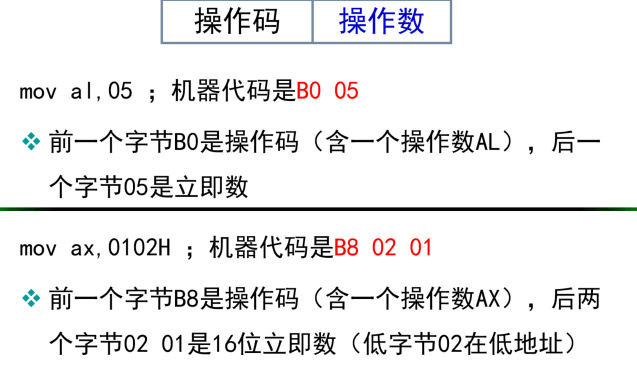 操作码 操作数
mov al,05 ；机器代码是B0 05
前一个字节B0是操作码（含一个操作数AL），后一
个字节05是立即数
mov ax,0102H ；机器代码是B8 02 01
前一个字节B8是操作码（含一个操作数AX），后两
个字节02 01是16位立即数（低字节02在低地址）